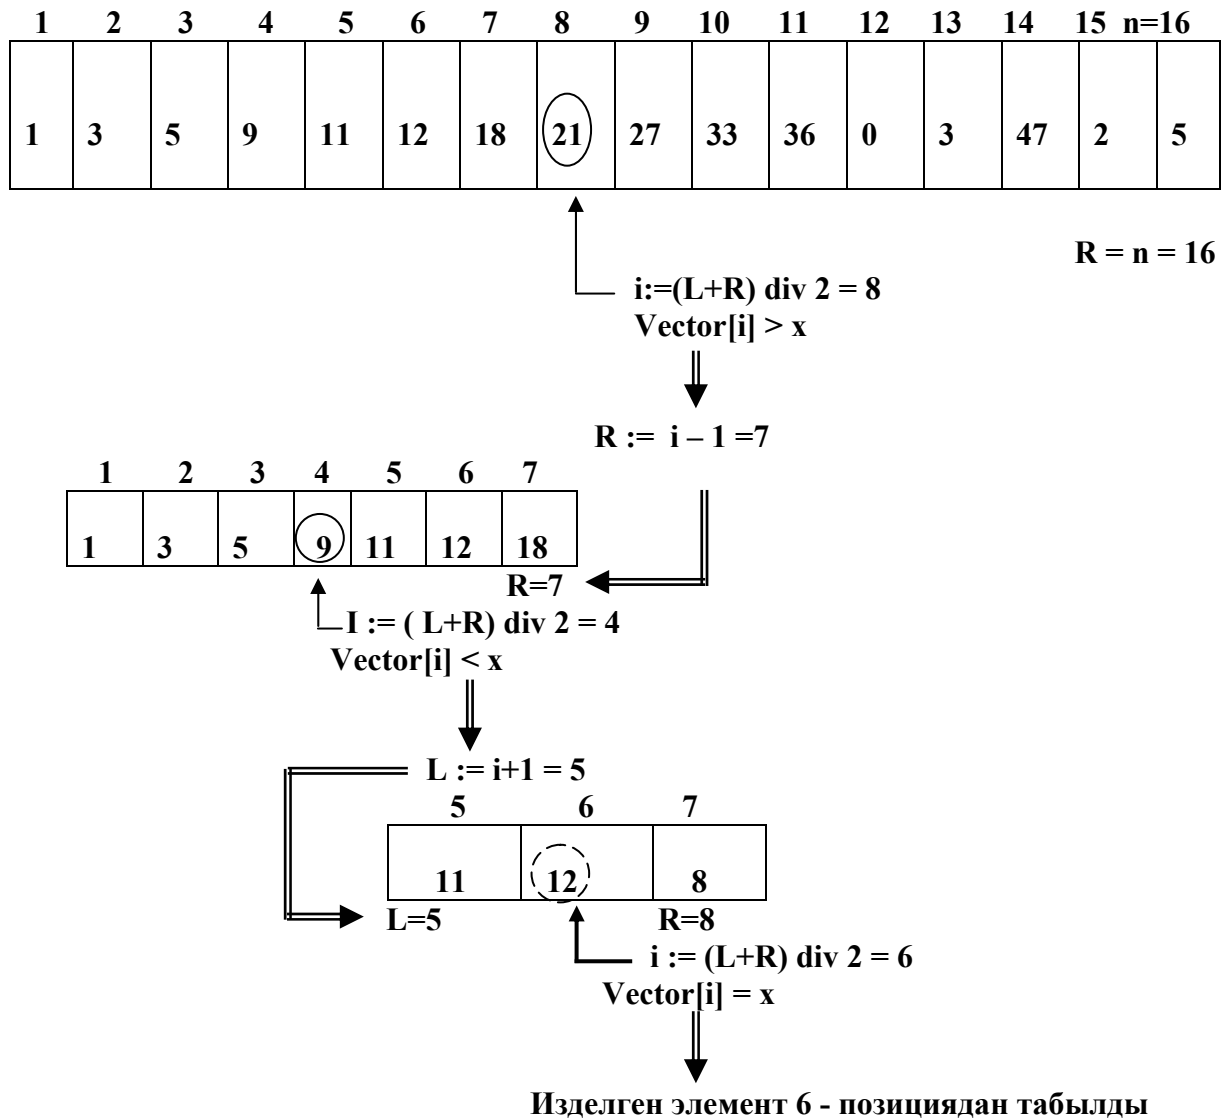 1 2 3 4 5 6 7 8 9 10 11 12 13 14 15 n=16
1 3 5 9 11 12 18 21 27 33 36 0 3 47 2 5
R = n = 16
i:=(L+R) div 2 = 8
Vector[i] > x
R := i – 1 =7
1 2 3 4 5 6 7
1 3 5 9 11 12 18
R=7
I := ( L+R) div 2 = 4
Vector[i] < x
L := i+1 = 5
5 6 7
11 12 8
L=5 R=8
i := (L+R) div 2 = 6
Vector[i] = x
Изделген элемент 6 - позициядан табылды